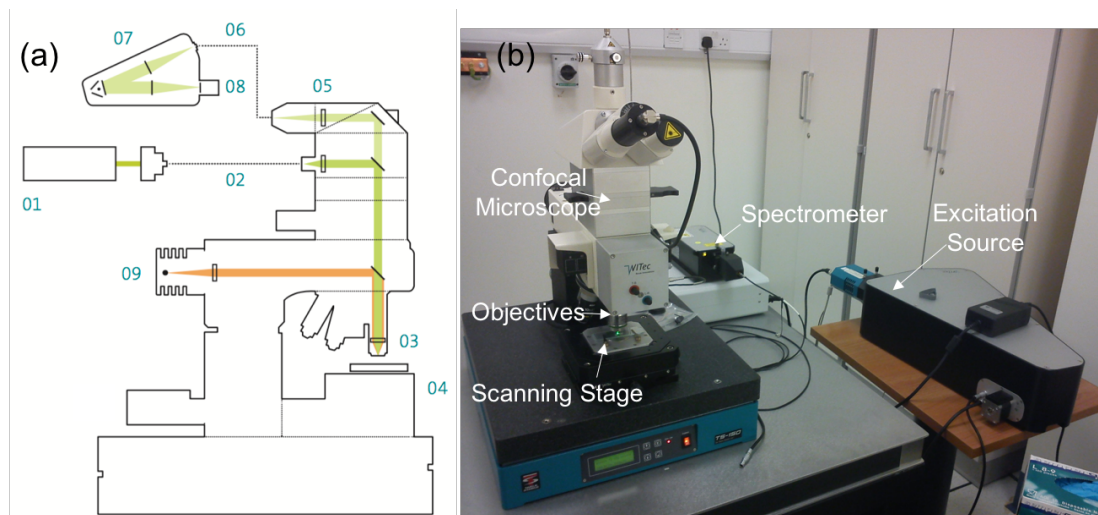 (a)
07
06
08
05
01
02
09
03
04
(b)
Confocal
Microscope
Spectrometer
Excitation
Source
WITec
Objectives
Scanning Stage
TS-150